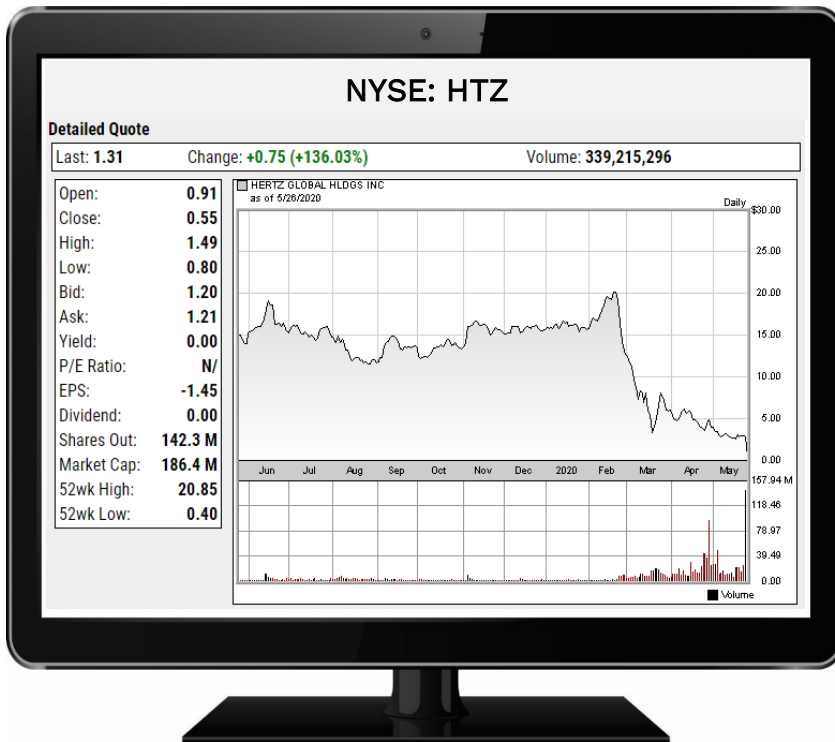 NYSE: HTZ
Detailed Quote
Last: 1.31 Change: +0.75 (+136.03%) Volume: 339,215,296
Open: 0.91
Close: 0.55
High: 1.49
Low: 0.80
Bid: 1.20
Ask: 1.21
Yield: 0.00
P/E Ratio: N/
EPS: -1.45
Dividend: 0.00
Shares Out: 142.3 M
Market Cap: 186.4 M
52wk High: 20.85
52wk Low: 0.40
HERTZ GLOBAL HLDGS INC
as of 5/26/2020
Daily
$30.00
25.00
20.00
15.00
10.00
5.00
0.00
Jun Jul Aug Sep Oct Nov Dec 2020 Feb Mar Apr May
157.94 M
118.46
78.97
39.49
0.00
Volume